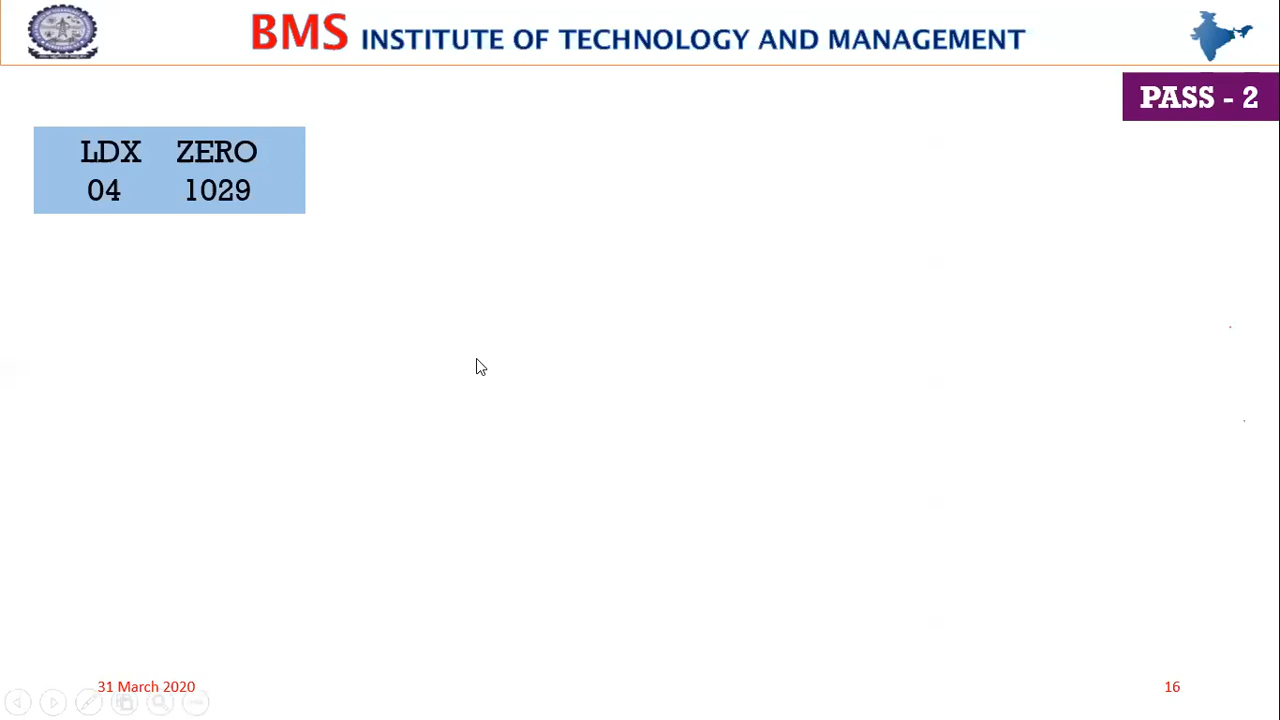 BMS INSTITUTE OF TECHNOLOGY AND MANAGEMENT
PASS - 2
LDX ZERO
04 1029
31 March 2020
16